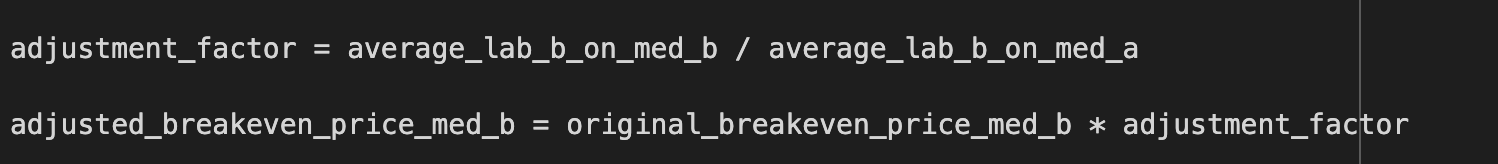 adjustment_factor = average_lab_b_on_med_b / average_lab_b_on_med_a
adjusted_breakeven_price_med_b = original_breakeven_price_med_b * adjustment_factor